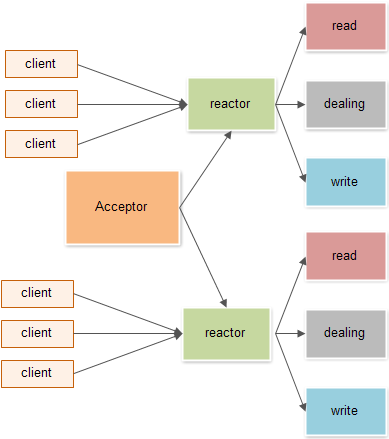 read
client
client
reactor
dealing
client
write
Acceptor
read
client
client
reactor
dealing
client
write